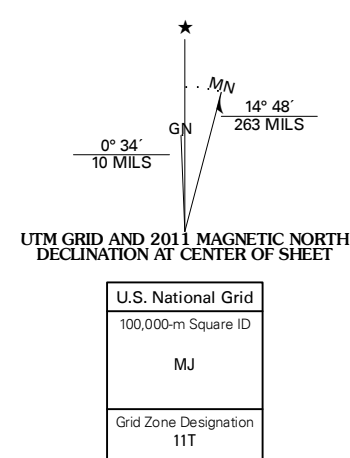 ★
MN
14° 48´
263 MILS
GN
0° 34´
10 MILS
UTM GRID AND 2011 MAGNETIC NORTH
DECLINATION AT CENTER OF SHEET
U.S. National Grid
100,000-m Square ID
MJ
Grid Zone Designation
11T